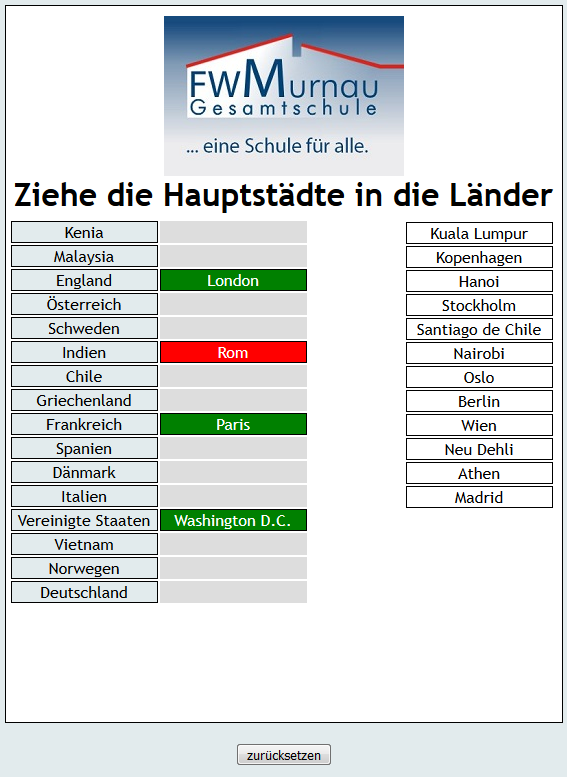 FWMurnau
Gesamtschule
... eine Schule für alle.
Ziehe die Hauptstädte in die Länder
Kenia
Malaysia
England London
Österreich
Schweden
Indien Rom
Chile
Griechenland
Frankreich Paris
Spanien
Dänmark
Italien
Vereinigte Staaten Washington D.C.
Vietnam
Norwegen
Deutschland
Kuala Lumpur
Kopenhagen
Hanoi
Stockholm
Santiago de Chile
Nairobi
Oslo
Berlin
Wien
Neu Dehli
Athen
Madrid
zurücksetzen